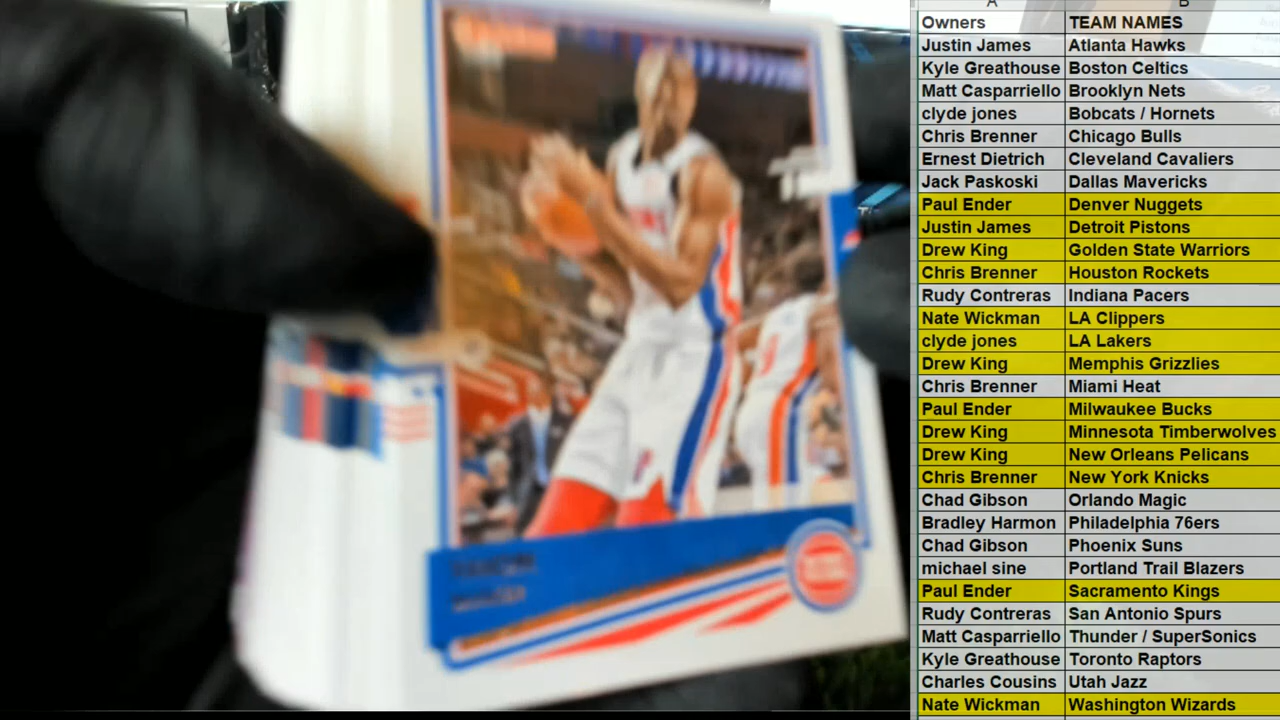 A B
Owners TEAM NAMES
Justin James Atlanta Hawks
Kyle Greathouse Boston Celtics
Matt Casparriello Brooklyn Nets
clyde jones Bobcats / Hornets
Chris Brenner Chicago Bulls
Ernest Dietrich Cleveland Cavaliers
Jack Paskoski Dallas Mavericks
Paul Ender Denver Nuggets
Justin James Detroit Pistons
Drew King Golden State Warriors
Chris Brenner Houston Rockets
Rudy Contreras Indiana Pacers
Nate Wickman LA Clippers
clyde jones LA Lakers
Drew King Memphis Grizzlies
Chris Brenner Miami Heat
Paul Ender Milwaukee Bucks
Drew King Minnesota Timberwolves
Drew King New Orleans Pelicans
Chris Brenner New York Knicks
Chad Gibson Orlando Magic
Bradley Harmon Philadelphia 76ers
Chad Gibson Phoenix Suns
michael sine Portland Trail Blazers
Paul Ender Sacramento Kings
Rudy Contreras San Antonio Spurs
Matt Casparriello Thunder / SuperSonics
Kyle Greathouse Toronto Raptors
Charles Cousins Utah Jazz
Nate Wickman Washington Wizards